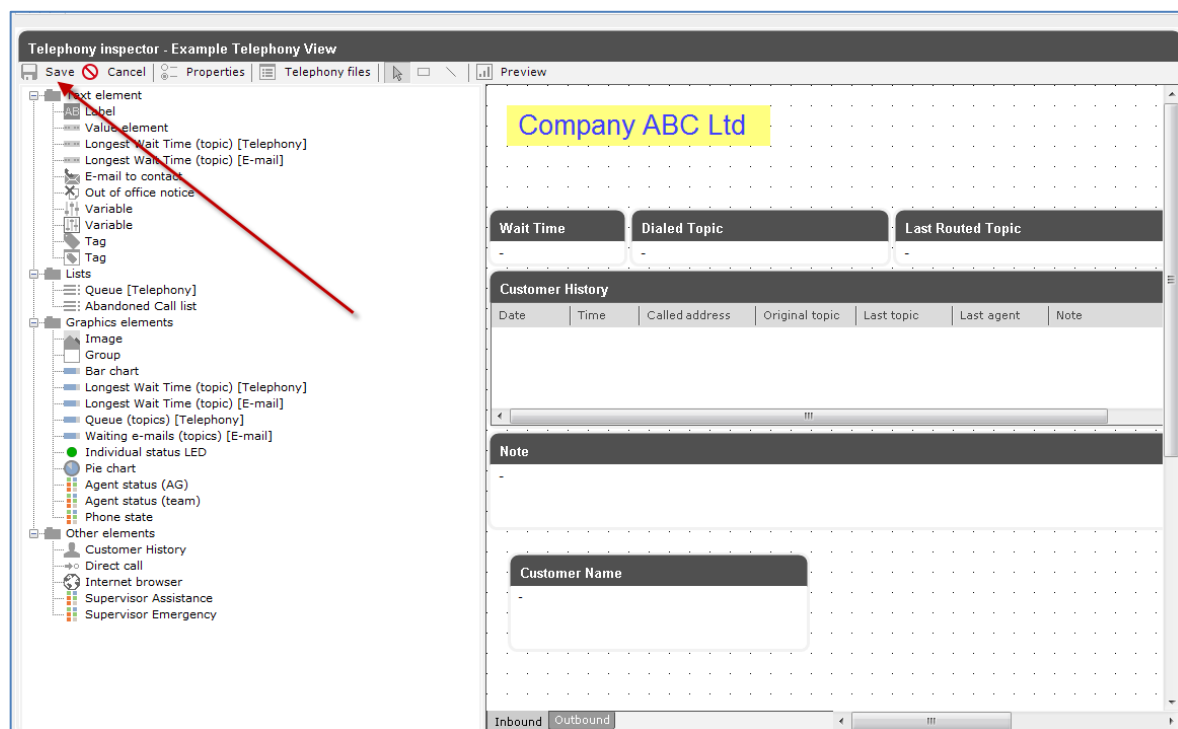 Telephony inspector - Example Telephony View
Save Cancel Properties Telephony files Preview
Text element
AB Label
Value element
Longest Wait Time (topic) [Telephony]
Longest Wait Time (topic) [E-mail]
E-mail to contact
Out of office notice
Variable
Variable
Tag
Tag
Lists
Queue [Telephony]
Abandoned Call list
Graphics elements
Image
Group
Bar chart
Longest Wait Time (topic) [Telephony]
Longest Wait Time (topic) [E-mail]
Queue (topics) [Telephony]
Waiting e-mails (topics) [E-mail]
Individual status LED
Pie chart
Agent status (AG)
Agent status (team)
Phone state
Other elements
Customer History
Direct call
Internet browser
Supervisor Assistance
Supervisor Emergency
Company ABC Ltd
Wait Time Dialed Topic Last Routed Topic
- - -
Customer History
Date Time Called address Original topic Last topic Last agent Note
Note
-
Customer Name
-
Inbound Outbound